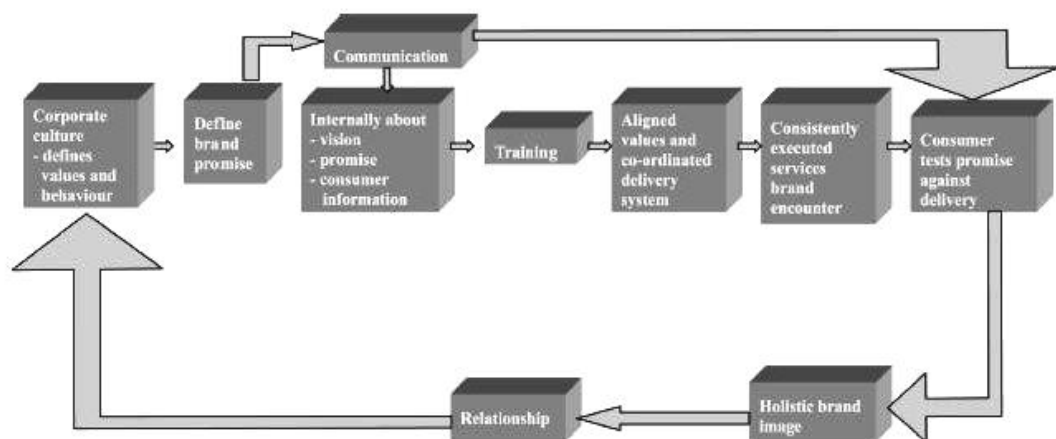 Communication
Corporate
culture
- defines
values and
behaviour
Define
brand
promise
Internally about
- vision
- promise
- consumer
information
Training
Aligned
values and
co-ordinated
delivery
system
Consistently
executed
services
brand
encounter
Consumer
tests promise
against
delivery
Relationship
Holistic brand
image